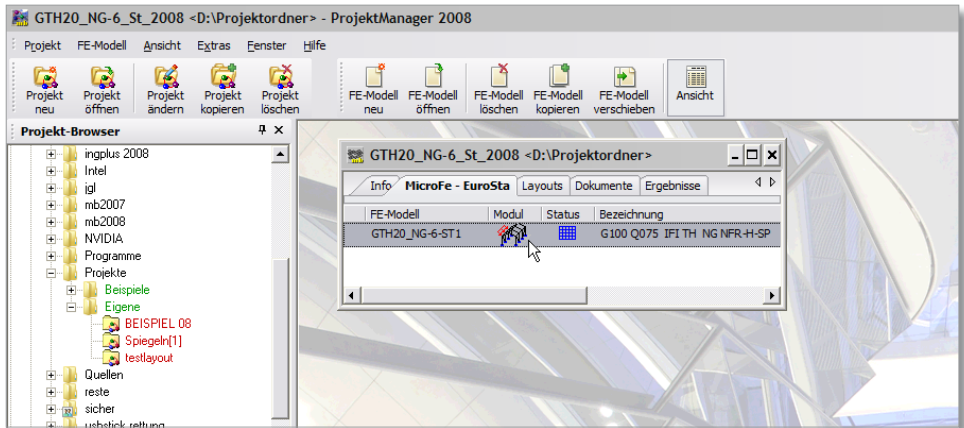 GTH20_NG-6_St_2008 <D:\Projektordner> - ProjektManager 2008
Projekt FE-Modell Ansicht Extras Fenster Hilfe
Projekt neu
Projekt öffnen
Projekt ändern
Projekt kopieren
Projekt löschen
FE-Modell neu
FE-Modell öffnen
FE-Modell löschen
FE-Modell kopieren
FE-Modell verschieben
Ansicht
Projekt-Browser
ingplus 2008
Intel
jgl
mb2007
mb2008
NVIDIA
Programme
Projekte
Beispiele
Eigene
BEISPIEL 08
Spiegeln[1]
testlayout
Quellen
reste
sicher
usbstick-rettung
GTH20_NG-6_St_2008 <D:\Projektordner>
Info MicroFe - EuroSta Layouts Dokumente Ergebnisse
FE-Modell Modul Status Bezeichnung
GTH20_NG-6-ST1 G100 Q075 IFI TH NG NFR-H-SP